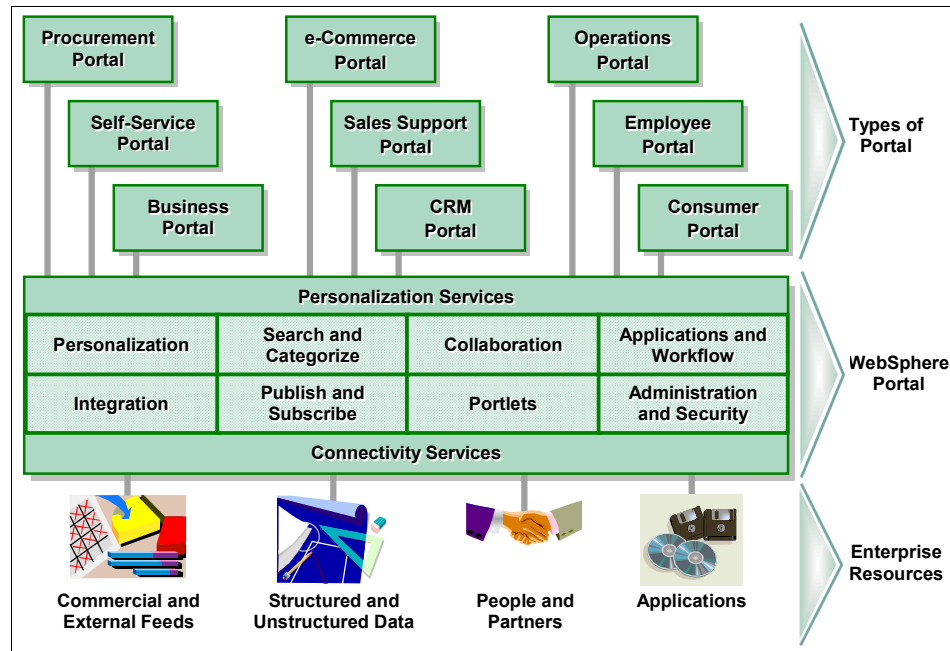 Procurement
Portal
e-Commerce
Portal
Operations
Portal
Self-Service
Portal
Sales Support
Portal
Employee
Portal
Business
Portal
CRM
Portal
Consumer
Portal
Types of
Portal
Personalization Services
Personalization
Search and
Categorize
Collaboration
Applications and
Workflow
Integration
Publish and
Subscribe
Portlets
Administration
and Security
Connectivity Services
WebSphere
Portal
Commercial and
External Feeds
Structured and
Unstructured Data
People and
Partners
Applications
Enterprise
Resources